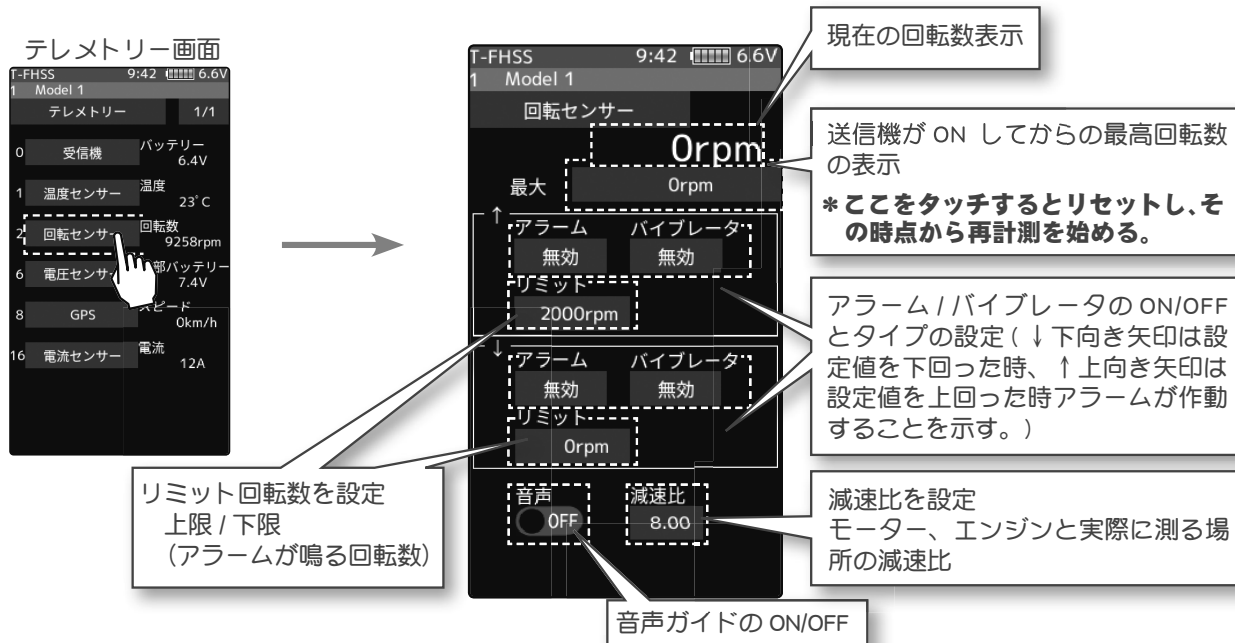 テレメトリー画面
T-FHSS 9:42 6.6V
1 Model 1
テレメトリー 1/1
0 受信機 バッテリー
6.4V
1 温度センサー 温度
23°C
2 回転センサー 回転数
9258rpm
6 電圧センサ 部バッテリー
7.4V
8 GPS スピード
0km/h
16 電流センサー 電流
12A
T-FHSS 9:42 6.6V
1 Model 1
回転センサー
0rpm
最大 0rpm
↑
アラーム バイブレータ
無効 無効
リミット
2000rpm
↓
アラーム バイブレータ
無効 無効
リミット
0rpm
音声 減速比
OFF 8.00
現在の回転数表示
送信機が ON してからの最高回転数
の表示
＊ここをタッチするとリセットし、そ
の時点から再計測を始める。
アラーム / バイブレータの ON/OFF
とタイプの設定 ( ↓下向き矢印は設
定値を下回った時、↑上向き矢印は
設定値を上回った時アラームが作動
することを示す。)
減速比を設定
モーター、エンジンと実際に測る場
所の減速比
リミット回転数を設定
上限 / 下限
（アラームが鳴る回転数）
音声ガイドの ON/OFF